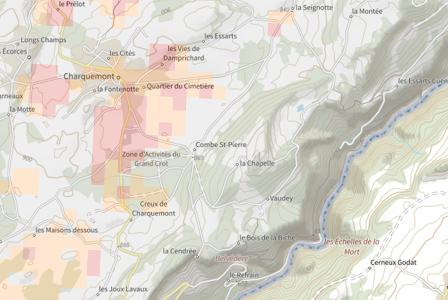 le Prélot
la Seignotte
la Montée
Longs Champs
les Essarts
Écorces
les Cités
les Vies de
Damprichard
Charquemont
les Essarts Cuen
la Fontenotte
Quartier du Cimetière
la Motte
Combe St-Pierre
Zone d'Activités du
Grand Crot
la Chapelle
Creux de
Charquemont
Vaudey
les Maisons dessous
le Bois de la Biche
les Échelles de la
Mort
la Cendrée
Belvédère
Cerneux Godat
le Refrain
les Joux Lavaux